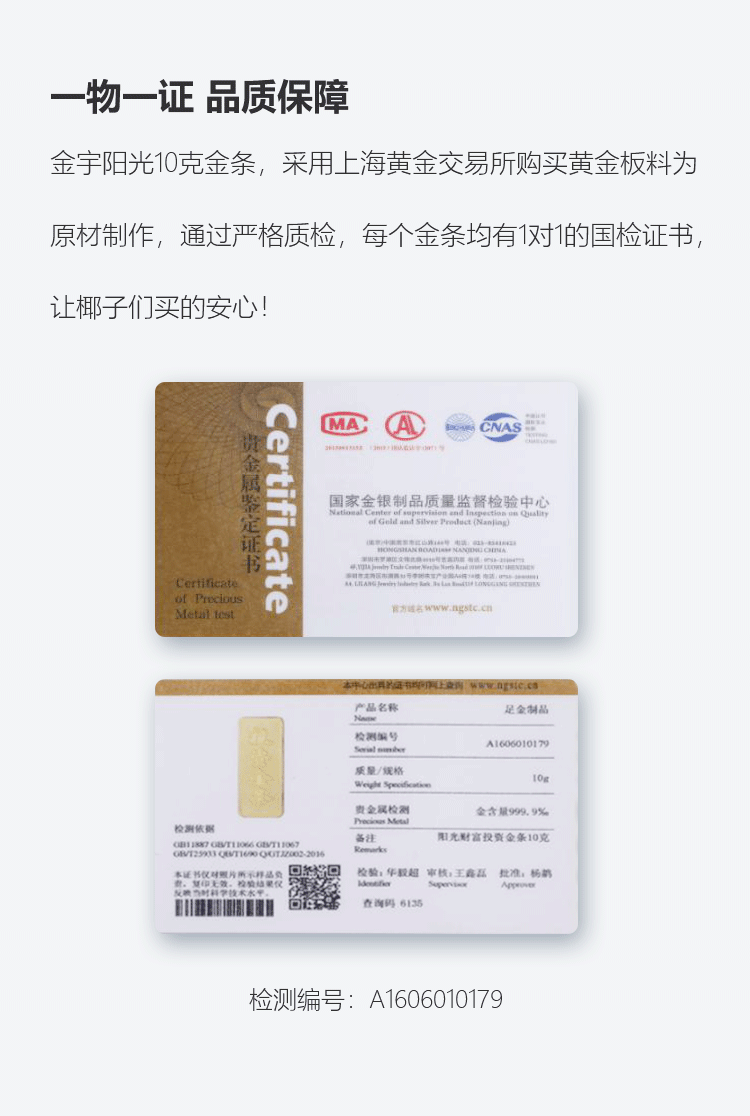 一物一证 品质保障
金宇阳光10克金条，采用上海黄金交易所购买黄金板料为
原材制作，通过严格质检，每个金条均有1对1的国检证书，
让椰子们买的安心！
Certificate
贵金属鉴定证书
Certificate
of Precious
Metal test
MA
AL
CNAS
国家金银制品质量监督检验中心
National Center of supervision and Inspection on Quality
of Gold and Silver Product (Nanjing)
官方域名 www.ngstc.cn
本中心出具的证书均可网上查询 www.ngstc.cn
产品名称 足金制品
Name
检测编号 A1606010179
Serial number
质量/规格 10g
Weight Specification
贵金属检测 金含量999.9‰
Precious Metal
备注 阳光财富投资金条10克
Remarks
检测依据
GB11887 GB/T11066 GB/T11067
GB/T25933 QB/T1690 Q/GTJZ002-2016
本证书仅对照片所示样品负
责，复印无效，检验结果仅
反映当时科学技术水平。
检验：华毅超 审核：王鑫磊 批准：杨鹢
Identifier Supervisor Approver
查询码 6135
检测编号：A1606010179